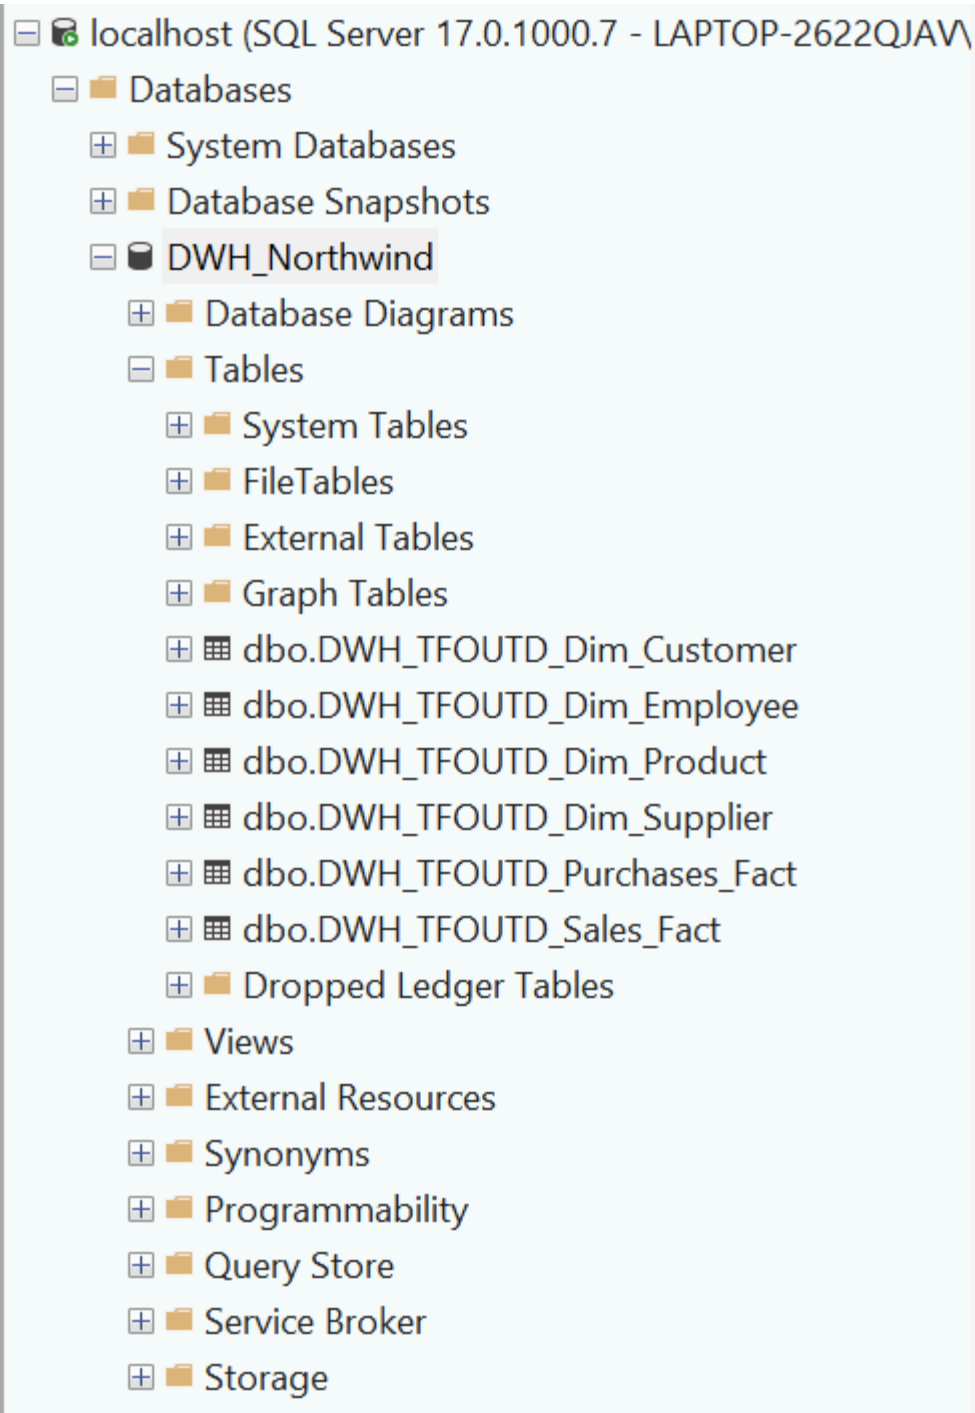 localhost (SQL Server 17.0.1000.7 - LAPTOP-2622QJAV\
Databases
System Databases
Database Snapshots
DWH_Northwind
Database Diagrams
Tables
System Tables
FileTables
External Tables
Graph Tables
dbo.DWH_TFOUTD_Dim_Customer
dbo.DWH_TFOUTD_Dim_Employee
dbo.DWH_TFOUTD_Dim_Product
dbo.DWH_TFOUTD_Dim_Supplier
dbo.DWH_TFOUTD_Purchases_Fact
dbo.DWH_TFOUTD_Sales_Fact
Dropped Ledger Tables
Views
External Resources
Synonyms
Programmability
Query Store
Service Broker
Storage